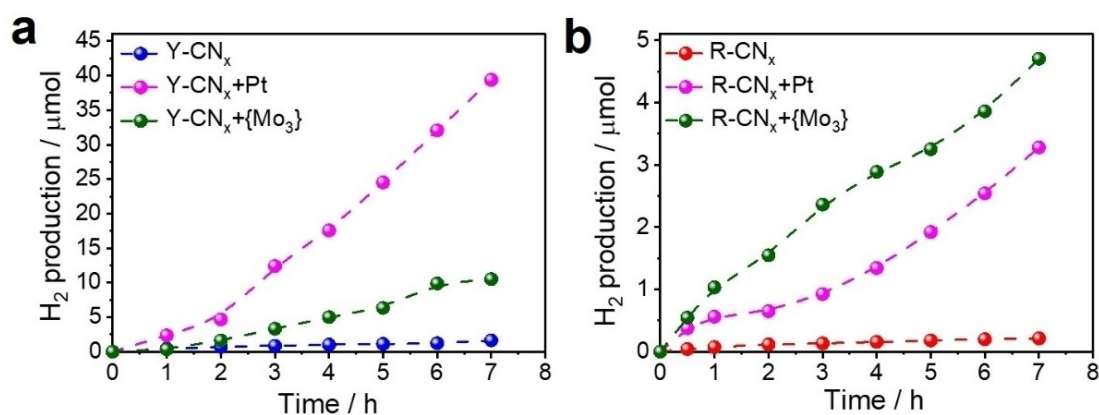 a
H₂ production / μmol
45
40
35
30
25
20
15
10
5
0
Y-CNₓ
Y-CNₓ+Pt
Y-CNₓ+{Mo₃}
0 1 2 3 4 5 6 7 8
Time / h
b
H₂ production / μmol
5
4
3
2
1
0
R-CNₓ
R-CNₓ+Pt
R-CNₓ+{Mo₃}
0 1 2 3 4 5 6 7 8
Time / h